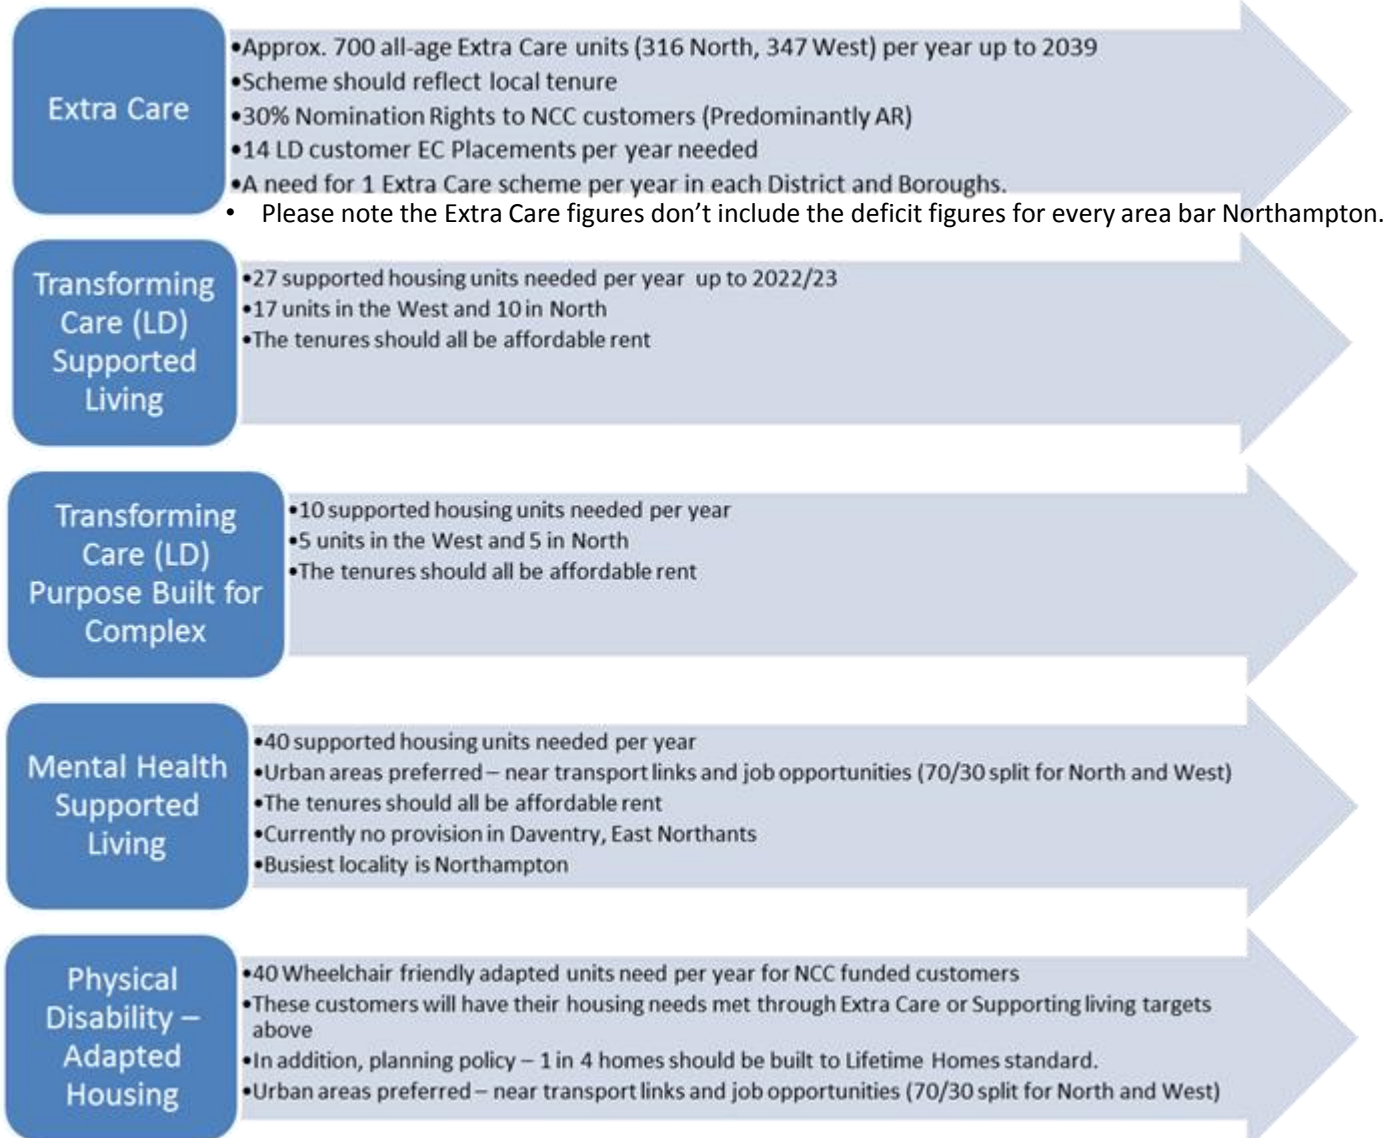 Extra Care
•Approx. 700 all-age Extra Care units (316 North, 347 West) per year up to 2039
•Scheme should reflect local tenure
•30% Nomination Rights to NCC customers (Predominantly AR)
•14 LD customer EC Placements per year needed
•A need for 1 Extra Care scheme per year in each District and Boroughs.
• Please note the Extra Care figures don’t include the deficit figures for every area bar Northampton.
Transforming
Care (LD)
Supported
Living
•27 supported housing units needed per year up to 2022/23
•17 units in the West and 10 in North
•The tenures should all be affordable rent
Transforming
Care (LD)
Purpose Built for
Complex
•10 supported housing units needed per year
•5 units in the West and 5 in North
•The tenures should all be affordable rent
Mental Health
Supported
Living
•40 supported housing units needed per year
•Urban areas preferred – near transport links and job opportunities (70/30 split for North and West)
•The tenures should all be affordable rent
•Currently no provision in Daventry, East Northants
•Busiest locality is Northampton
Physical
Disability –
Adapted
Housing
•40 Wheelchair friendly adapted units need per year for NCC funded customers
•These customers will have their housing needs met through Extra Care or Supporting living targets
above
•In addition, planning policy – 1 in 4 homes should be built to Lifetime Homes standard.
•Urban areas preferred – near transport links and job opportunities (70/30 split for North and West)